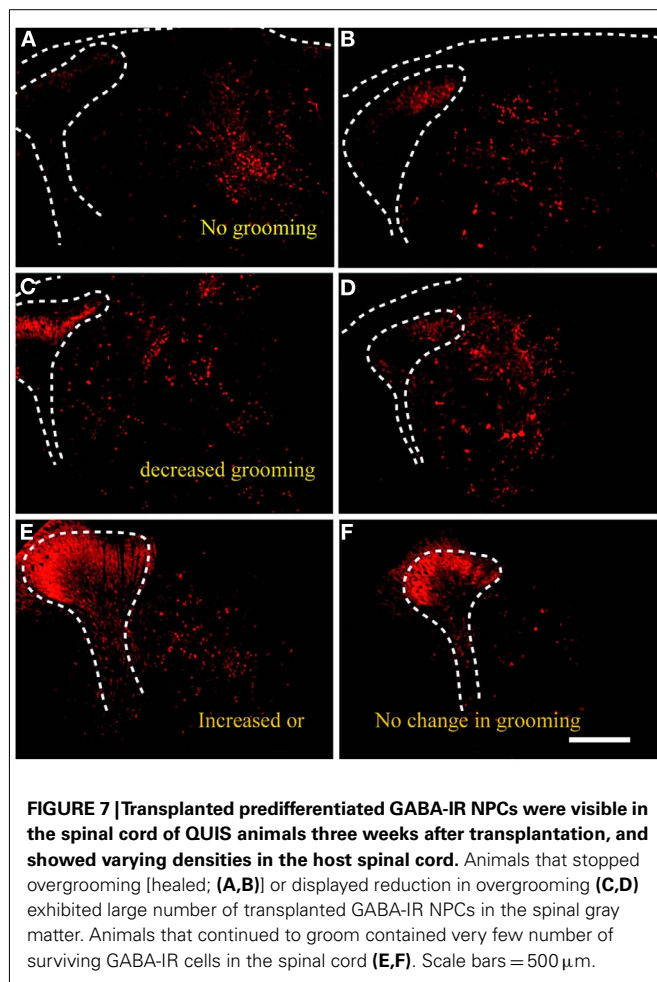 A
B
No grooming
C
D
decreased grooming
E
F
Increased or
No change in grooming
FIGURE 7 | Transplanted predifferentiated GABA-IR NPCs were visible in
the spinal cord of QUIS animals three weeks after transplantation, and
showed varying densities in the host spinal cord. Animals that stopped
overgrooming [healed; (A,B)] or displayed reduction in overgrooming (C,D)
exhibited large number of transplanted GABA-IR NPCs in the spinal gray
matter. Animals that continued to groom contained very few number of
surviving GABA-IR cells in the spinal cord (E,F). Scale bars = 500 μm.